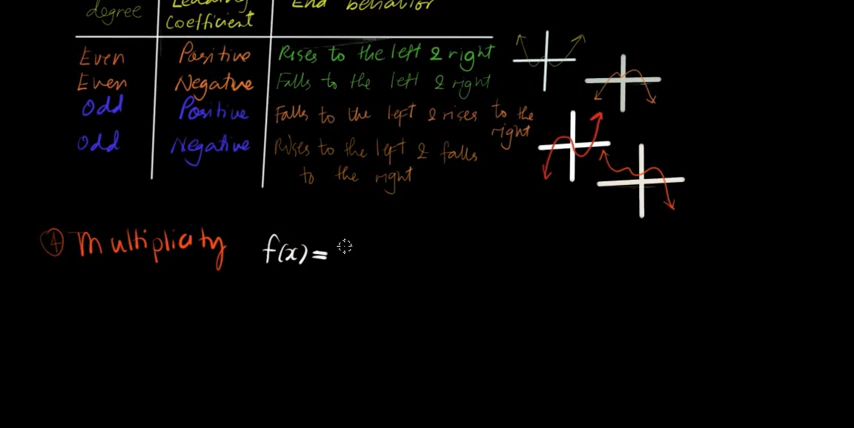 degree Leading Coefficient End behavior
Even Positive Rises to the left & right
Even Negative Falls to the left & right
Odd Positive Falls to the left & rises to the right
Odd Negative Rises to the left & falls to the right
④ Multiplicity f(x) =